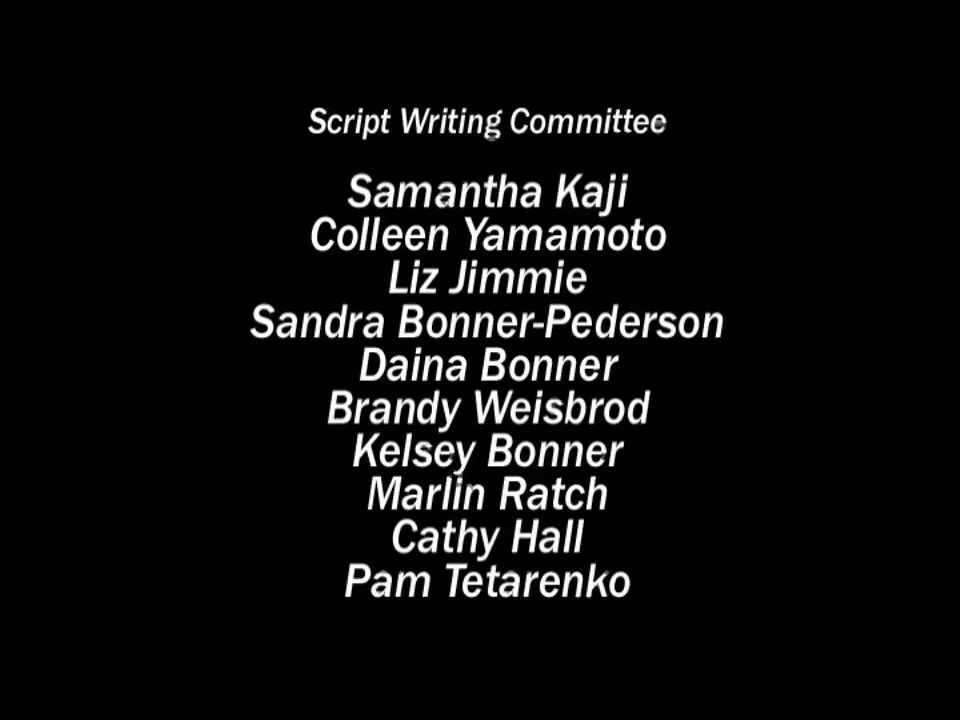 Script Writing Committee
Samantha Kaji
Colleen Yamamoto
Liz Jimmie
Sandra Bonner-Pederson
Daina Bonner
Brandy Weisbrod
Kelsey Bonner
Marlin Ratch
Cathy Hall
Pam Tetarenko